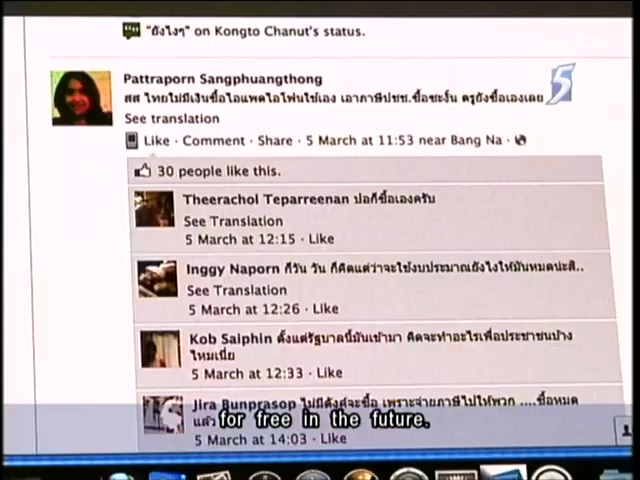 "ยังไงๆ" on Kongto Chanut's status.
5
Pattraporn Sangphuangthong
สส ไทยไม่มีเงินซื้อไอแพดไอโฟนใช้เอง เอาภาษีปชช.ซื้อซะงั้น ครูยังซื้อเองเลย
See translation
Like · Comment · Share · 5 March at 11:53 near Bang Na ·
30 people like this.
Theerachol Teparreenan ปอก็ซื้อเองครับ
See Translation
5 March at 12:15 · Like
Inggy Naporn ก็วัน วัน ก็คิดแต่ว่าจะใช้งบประมาณยังไงให้มันหมดน่ะสิ..
See Translation
5 March at 12:26 · Like
Kob Saiphin ตั้งแต่รัฐบาลนี้มันเข้ามา คิดจะทำอะไรเพื่อประชาชนบ้าง
ไหมเนี่ย
5 March at 12:33 · Like
Jira Bunprasop ไม่มีตังค์จะซื้อ เพราะจ่ายภาษีไปให้พวก ....ซื้อหมด
แล้ว
for free in the future.
5 March at 14:03 · Like